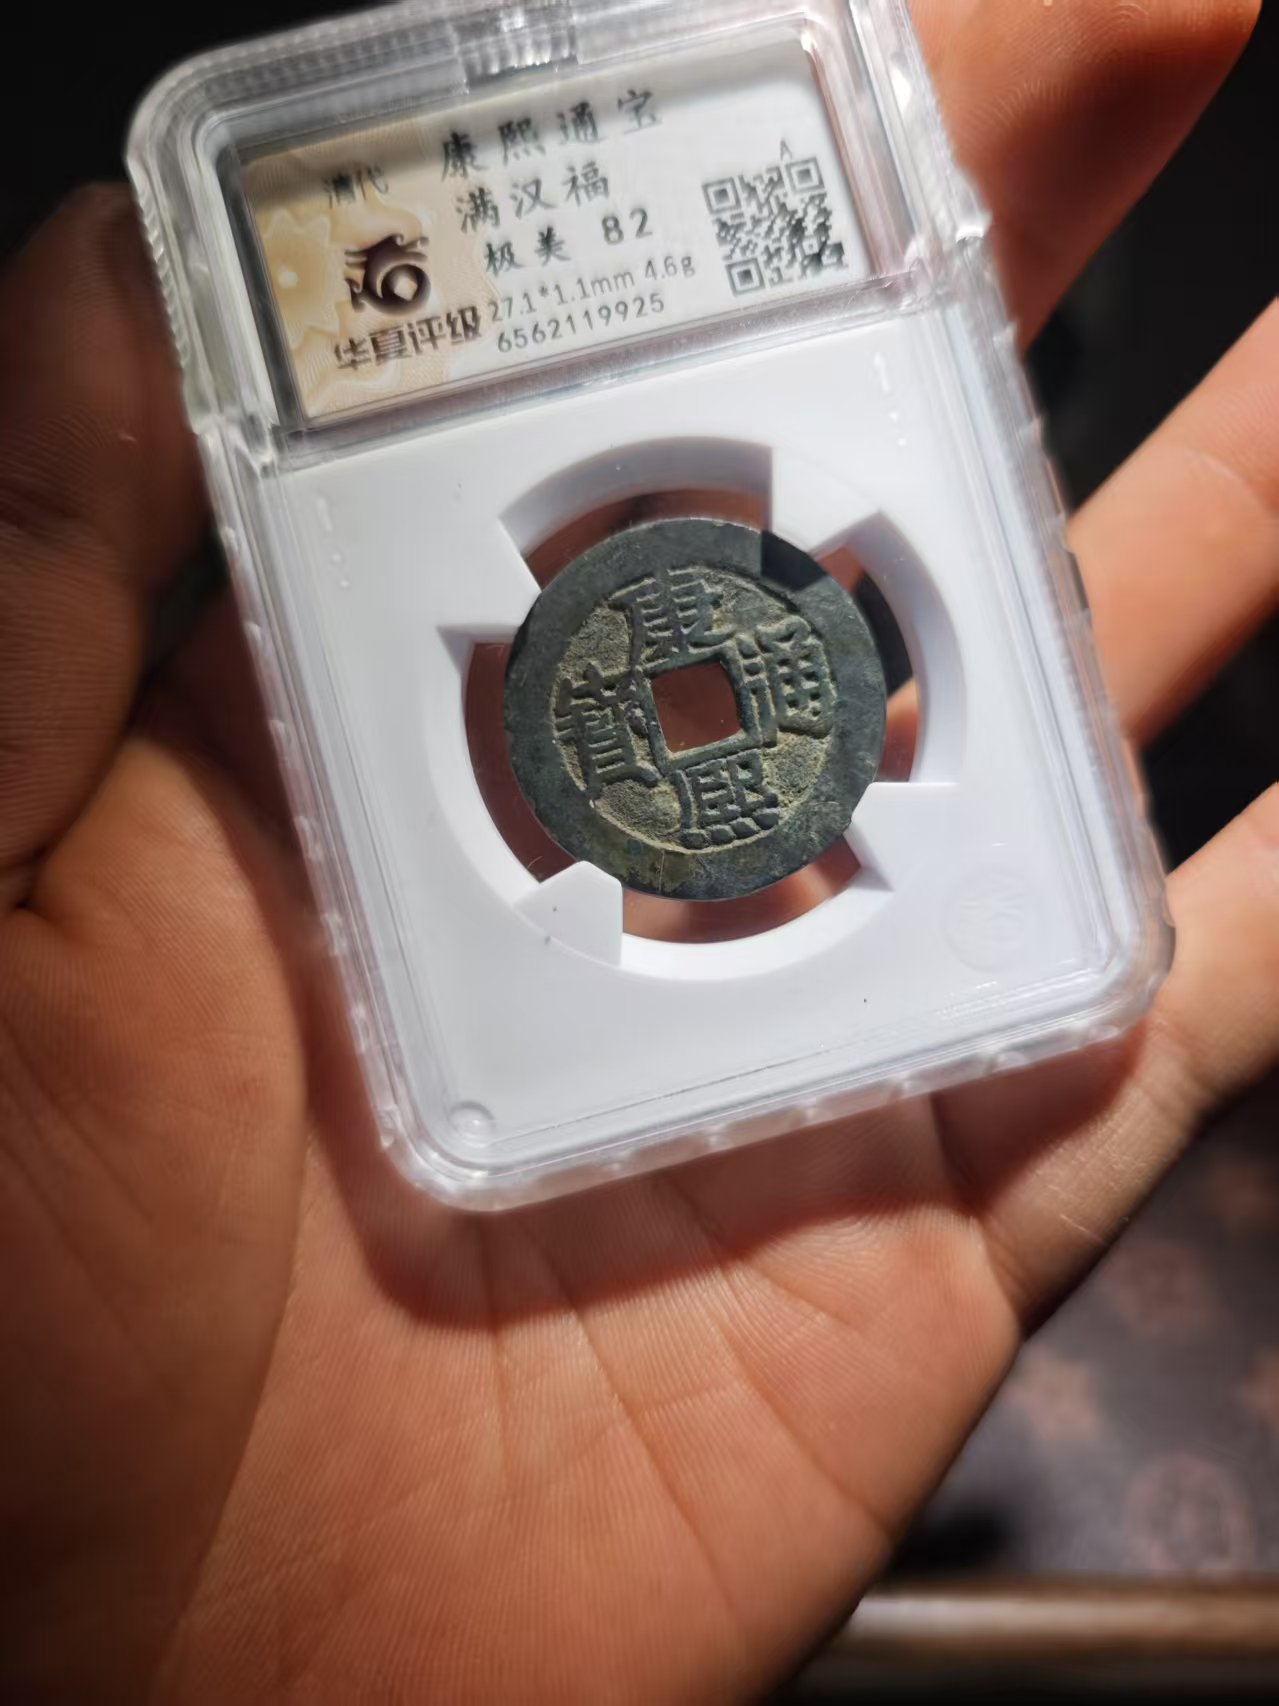 清代
康熙通宝
满汉福
极美 82
27.1*1.1mm 4.6g
6562119925
华夏评级
A
康熙通寶